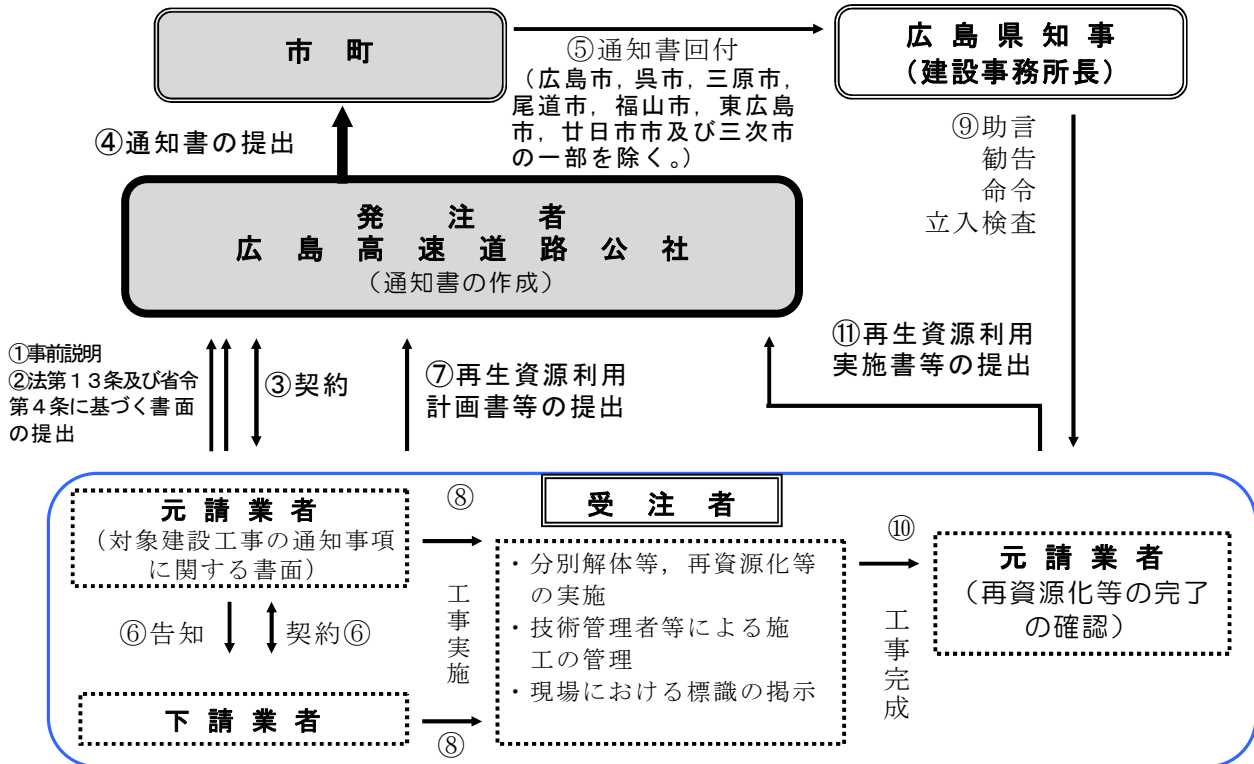 市 町
⑤通知書回付
（広島市，呉市，三原市，
尾道市，福山市，東広島
市，廿日市市及び三次市
の一部を除く。）
広 島 県 知 事
（建設事務所長）
④通知書の提出
⑨助言
勧告
命令
立入検査
発 注 者
広 島 高 速 道 路 公 社
（通知書の作成）
①事前説明
②法第１３条及び省令
第４条に基づく書面
の提出
③契約
⑦再生資源利用
計画書等の提出
⑪再生資源利用
実施書等の提出
受 注 者
元 請 業 者
（対象建設工事の通知事項
に関する書面）
⑧
工事実施
⑥告知
契約⑥
下 請 業 者
⑧
・分別解体等，再資源化等
の実施
・技術管理者等による施
工の管理
・現場における標識の掲示
⑩
工事完成
元 請 業 者
（再資源化等の完了
の確認）